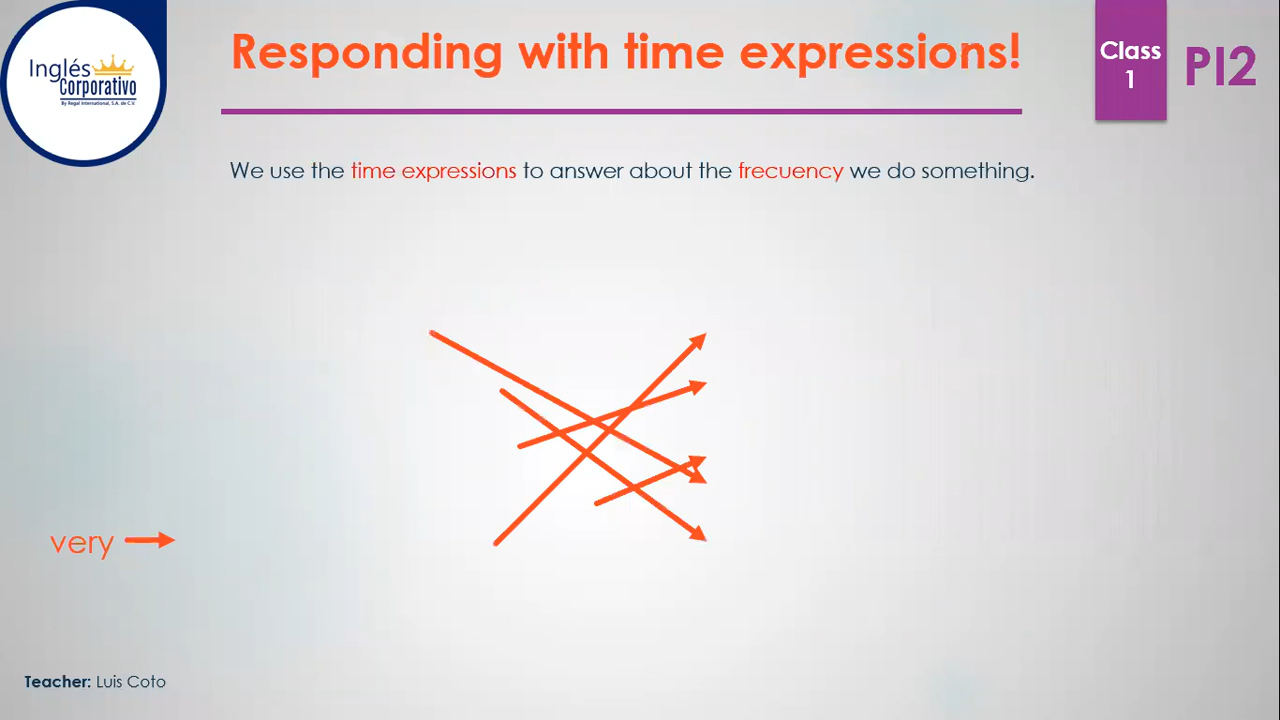 Responding with time expressions!
Class
1
PI2
Inglés
Corporativo
By Regal International, S.A. de C.V.
We use the time expressions to answer about the frecuency we do something.
very
Teacher: Luis Coto